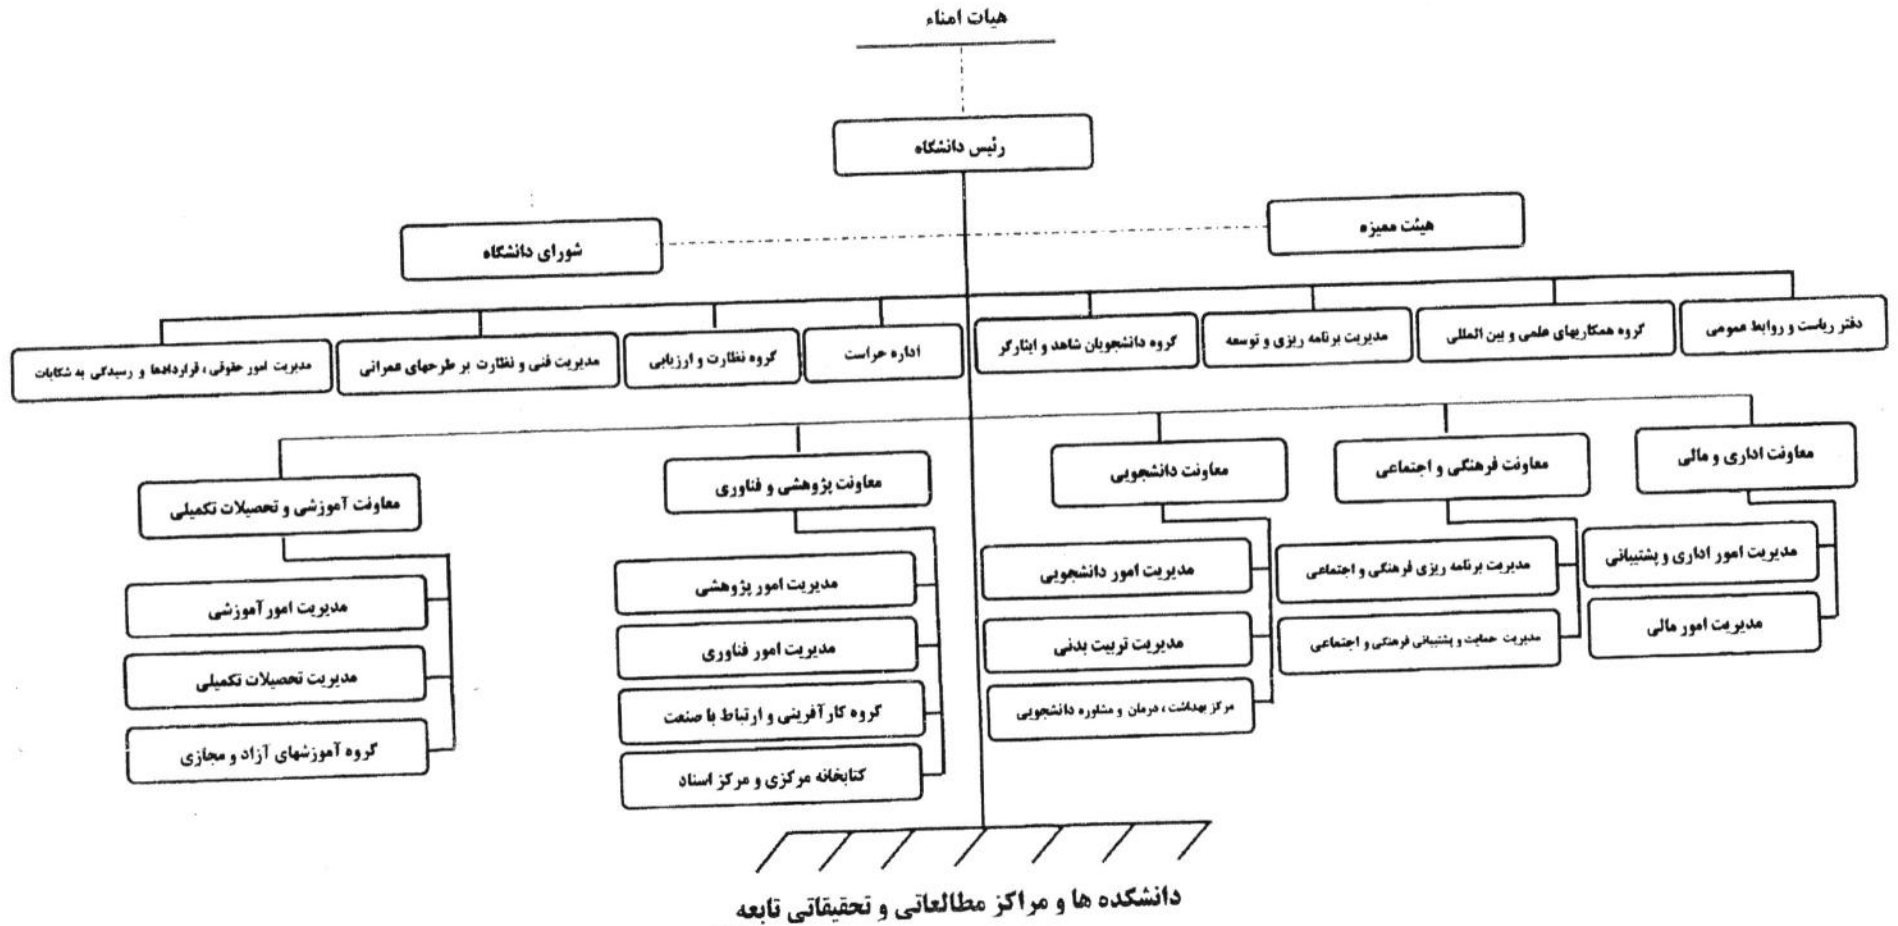 هیات امناء
رئیس دانشگاه
هیئت ممیزه
شورای دانشگاه
دفتر ریاست و روابط عمومی
گروه همکاریهای علمی و بین المللی
مدیریت برنامه ریزی و توسعه
گروه دانشجویان شاهد و ایثارگر
اداره حراست
گروه نظارت و ارزیابی
مدیریت فنی و نظارت بر طرحهای عمرانی
مدیریت امور حقوقی ، قراردادها و رسیدگی به شکایات
معاونت اداری و مالی
معاونت فرهنگی و اجتماعی
معاونت دانشجویی
معاونت پژوهشی و فناوری
معاونت آموزشی و تحصیلات تکمیلی
مدیریت امور اداری و پشتیبانی
مدیریت امور مالی
مدیریت برنامه ریزی فرهنگی و اجتماعی
مدیریت حمایت و پشتیبانی فرهنگی و اجتماعی
مدیریت امور دانشجویی
مدیریت تربیت بدنی
مرکز بهداشت ، درمان و مشاوره دانشجویی
مدیریت امور پژوهشی
مدیریت امور فناوری
گروه کارآفرینی و ارتباط با صنعت
کتابخانه مرکزی و مرکز اسناد
مدیریت امور آموزشی
مدیریت تحصیلات تکمیلی
گروه آموزشهای آزاد و مجازی
دانشکده ها و مراکز مطالعاتی و تحقیقاتی تابعه